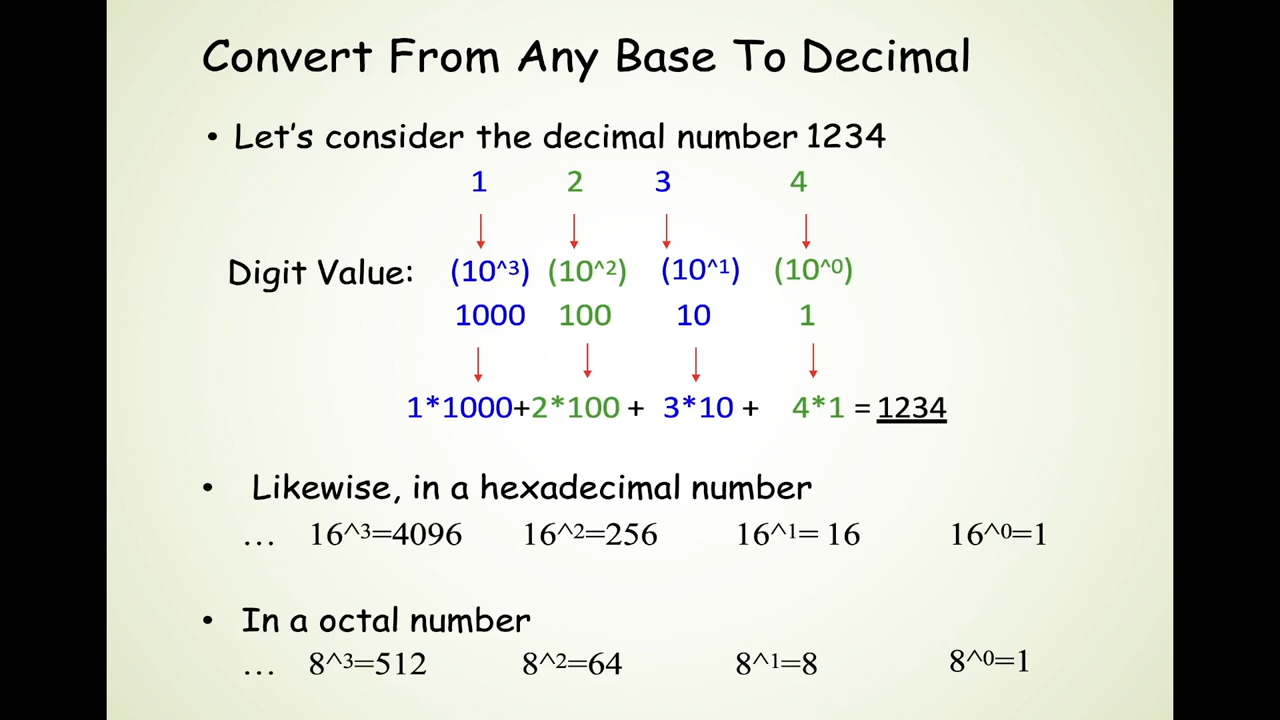 Convert From Any Base To Decimal
• Let's consider the decimal number 1234
1 2 3 4
Digit Value: (10^3) (10^2) (10^1) (10^0)
1000 100 10 1
1*1000+2*100 + 3*10 + 4*1 = 1234
• Likewise, in a hexadecimal number
… 16^3=4096 16^2=256 16^1= 16 16^0=1
• In a octal number
… 8^3=512 8^2=64 8^1=8 8^0=1